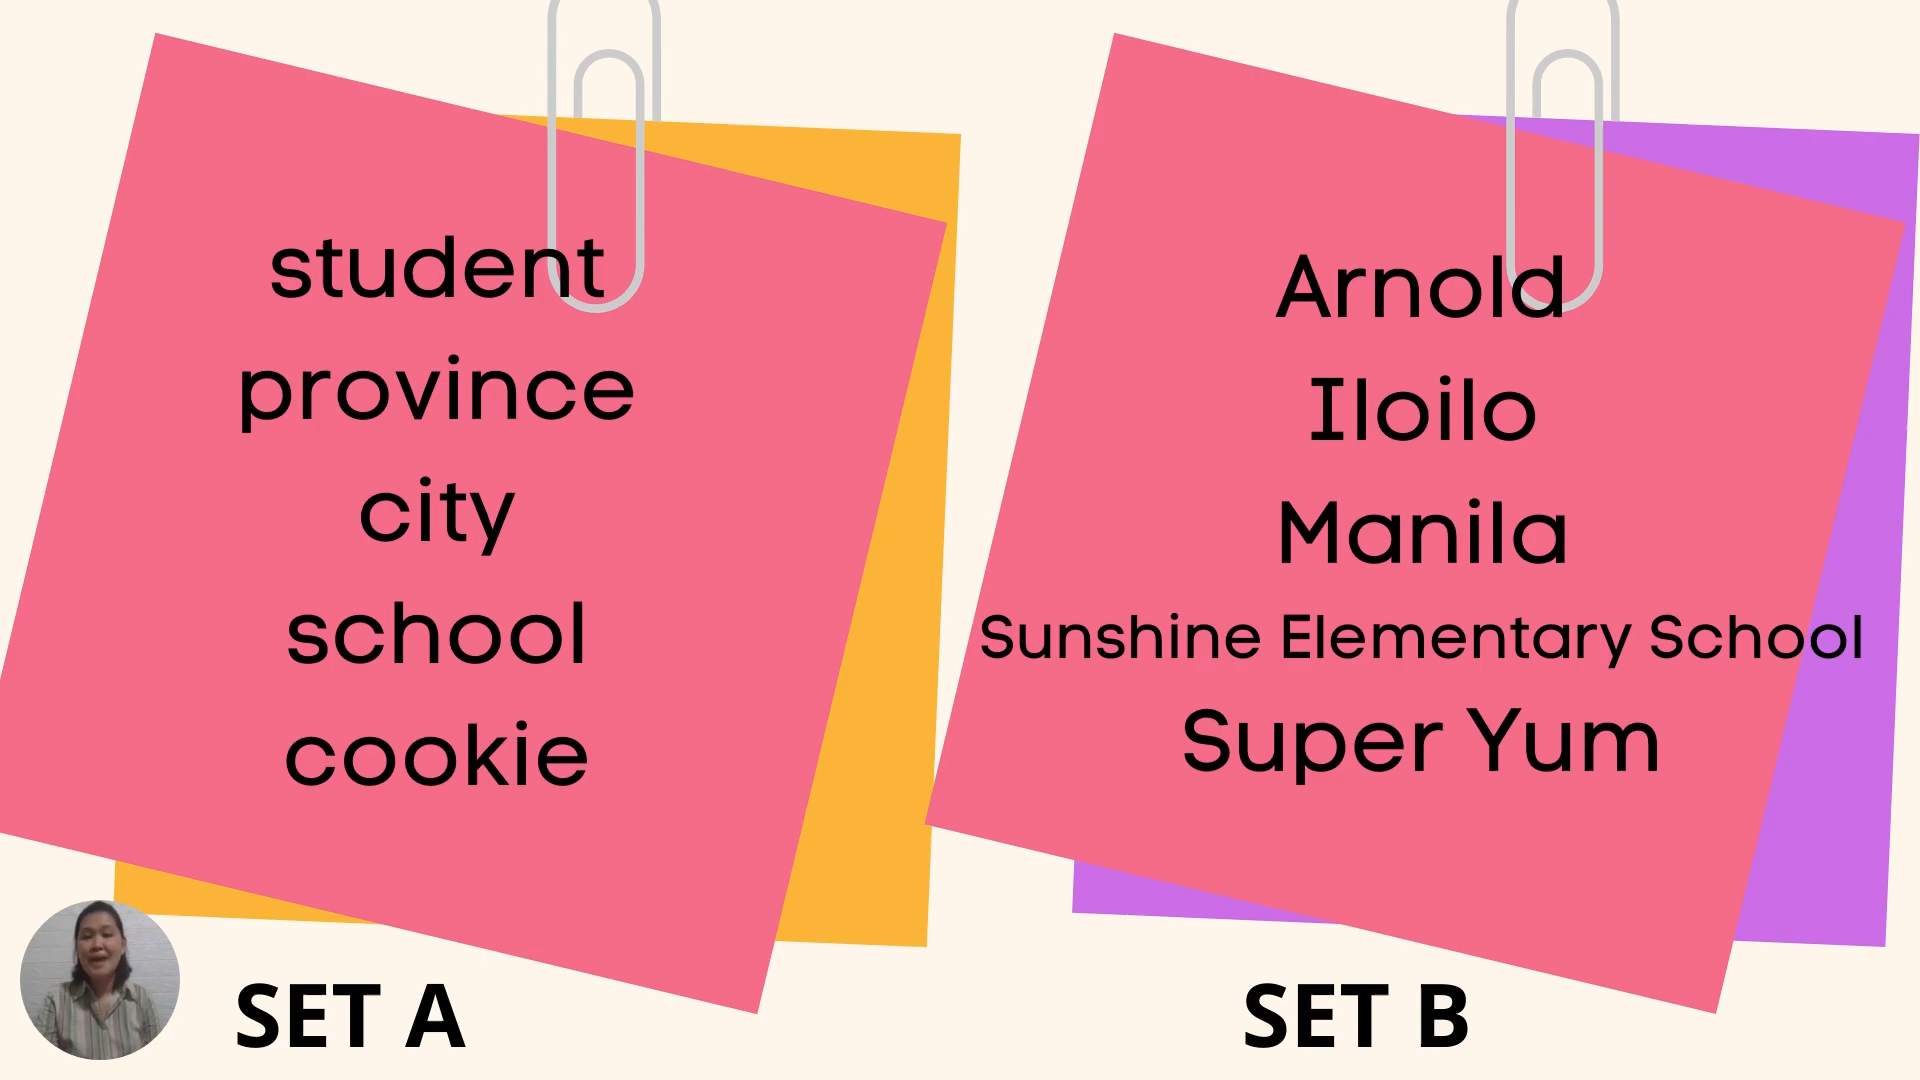 student
province
city
school
cookie
SET A
Arnold
Iloilo
Manila
Sunshine Elementary School
Super Yum
SET B